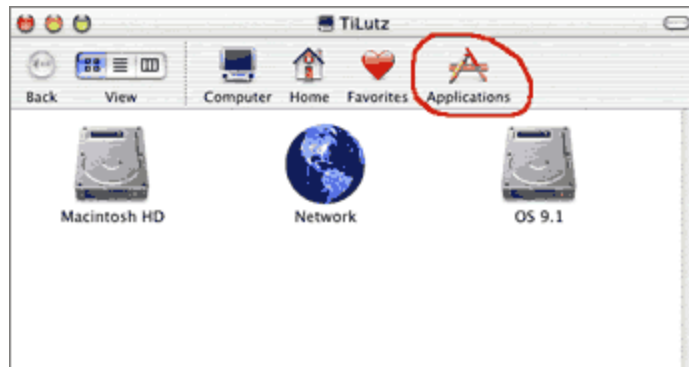 TiLutz
Back View Computer Home Favorites Applications
Macintosh HD Network OS 9.1